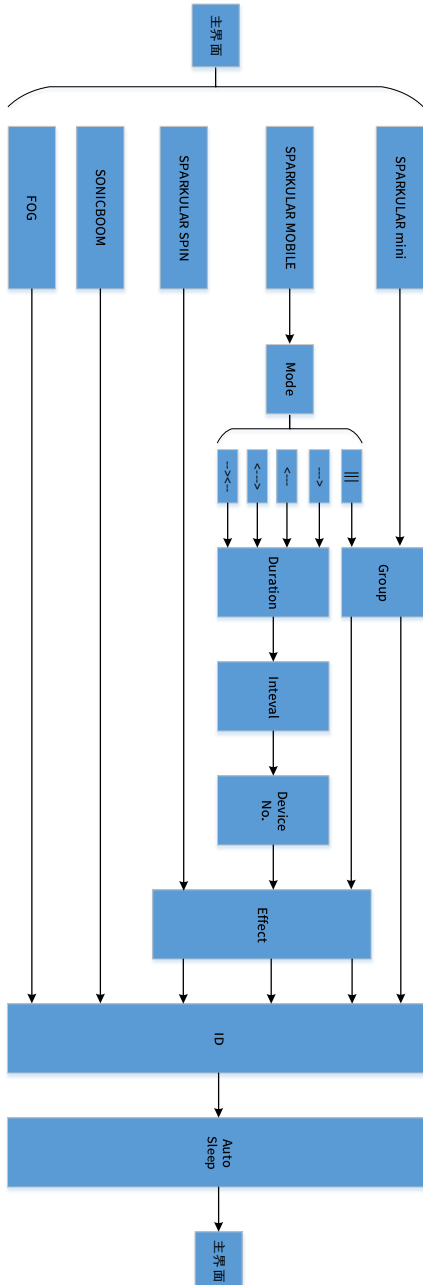 主界面
SPARKULAR mini
SPARKULAR MOBILE
SPARKULAR SPIN
SONICBOOM
FOG
Mode
|||
--->
<---
<--->
--><--
Group
Duration
Inteval
Device
No.
Effect
ID
Auto
Sleep
主界面